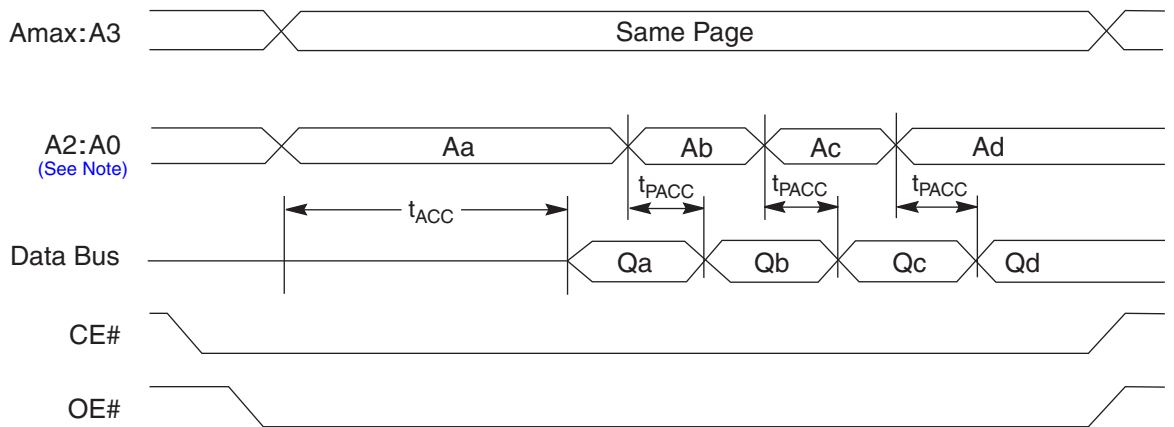 Amax:A3
Same Page
A2:A0
(See Note)
Aa
Ab
Ac
Ad
tACC
tPACC
tPACC
tPACC
Data Bus
Qa
Qb
Qc
Qd
CE#
OE#